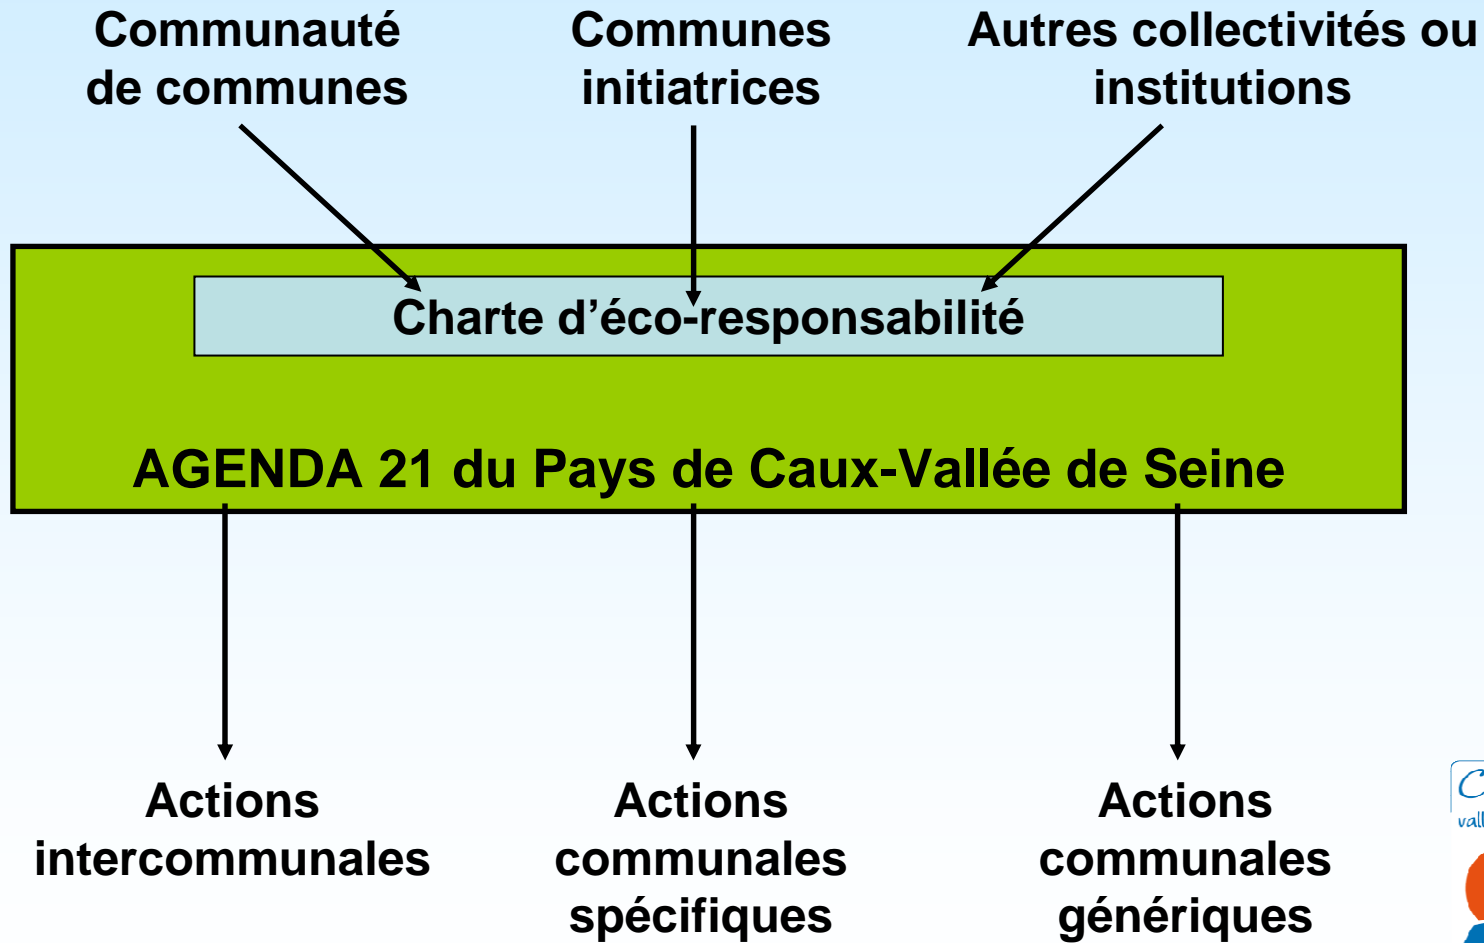 Communauté
de communes
Communes
initiatrices
Autres collectivités ou
institutions
Charte d’éco-responsabilité
AGENDA 21 du Pays de Caux-Vallée de Seine
Actions
intercommunales
Actions
communales
spécifiques
Actions
communales
génériques